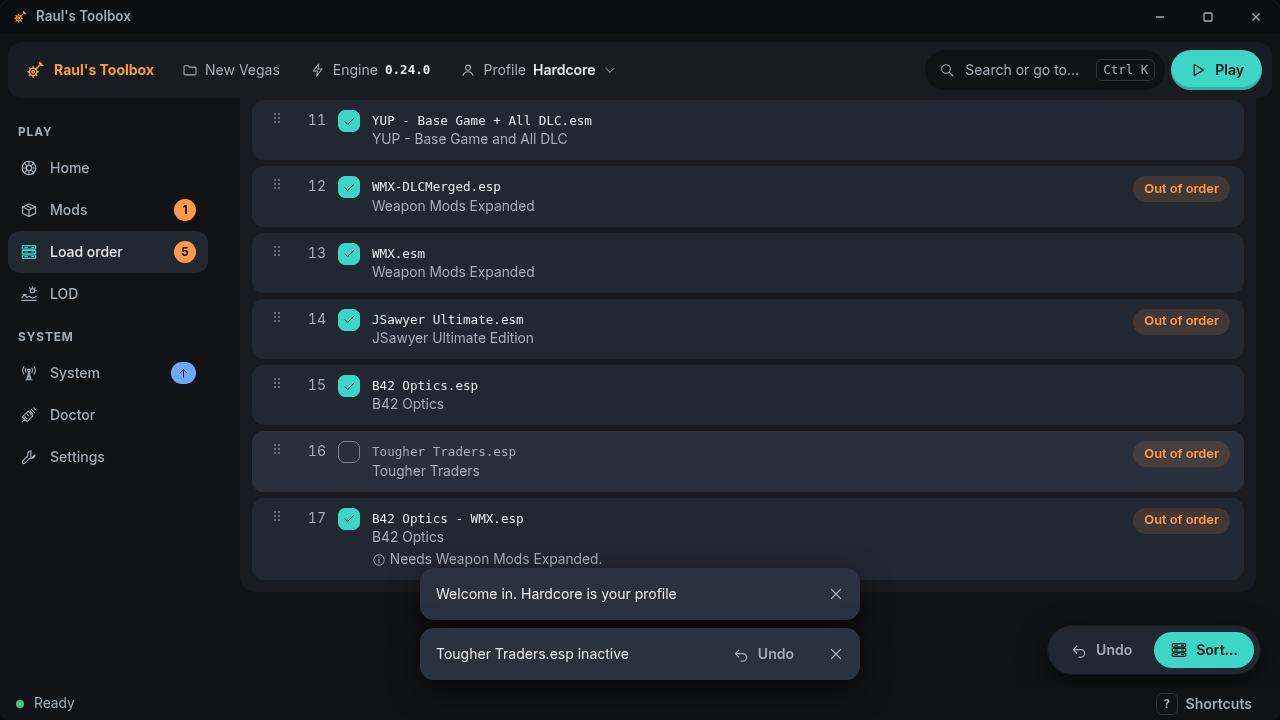 Raul's Toolbox
Raul's Toolbox
New Vegas
Engine 0.24.0
Profile Hardcore
Search or go to...
Ctrl K
Play
PLAY
Home
Mods
1
Load order
5
LOD
SYSTEM
System
Doctor
Settings
11
YUP - Base Game + All DLC.esm
YUP - Base Game and All DLC
12
WMX-DLCMerged.esp
Weapon Mods Expanded
Out of order
13
WMX.esm
Weapon Mods Expanded
14
JSawyer Ultimate.esm
JSawyer Ultimate Edition
Out of order
15
B42 Optics.esp
B42 Optics
16
Tougher Traders.esp
Tougher Traders
Out of order
17
B42 Optics - WMX.esp
B42 Optics
Needs Weapon Mods Expanded.
Out of order
Welcome in. Hardcore is your profile
Tougher Traders.esp inactive
Undo
Undo
Sort...
Ready
? Shortcuts